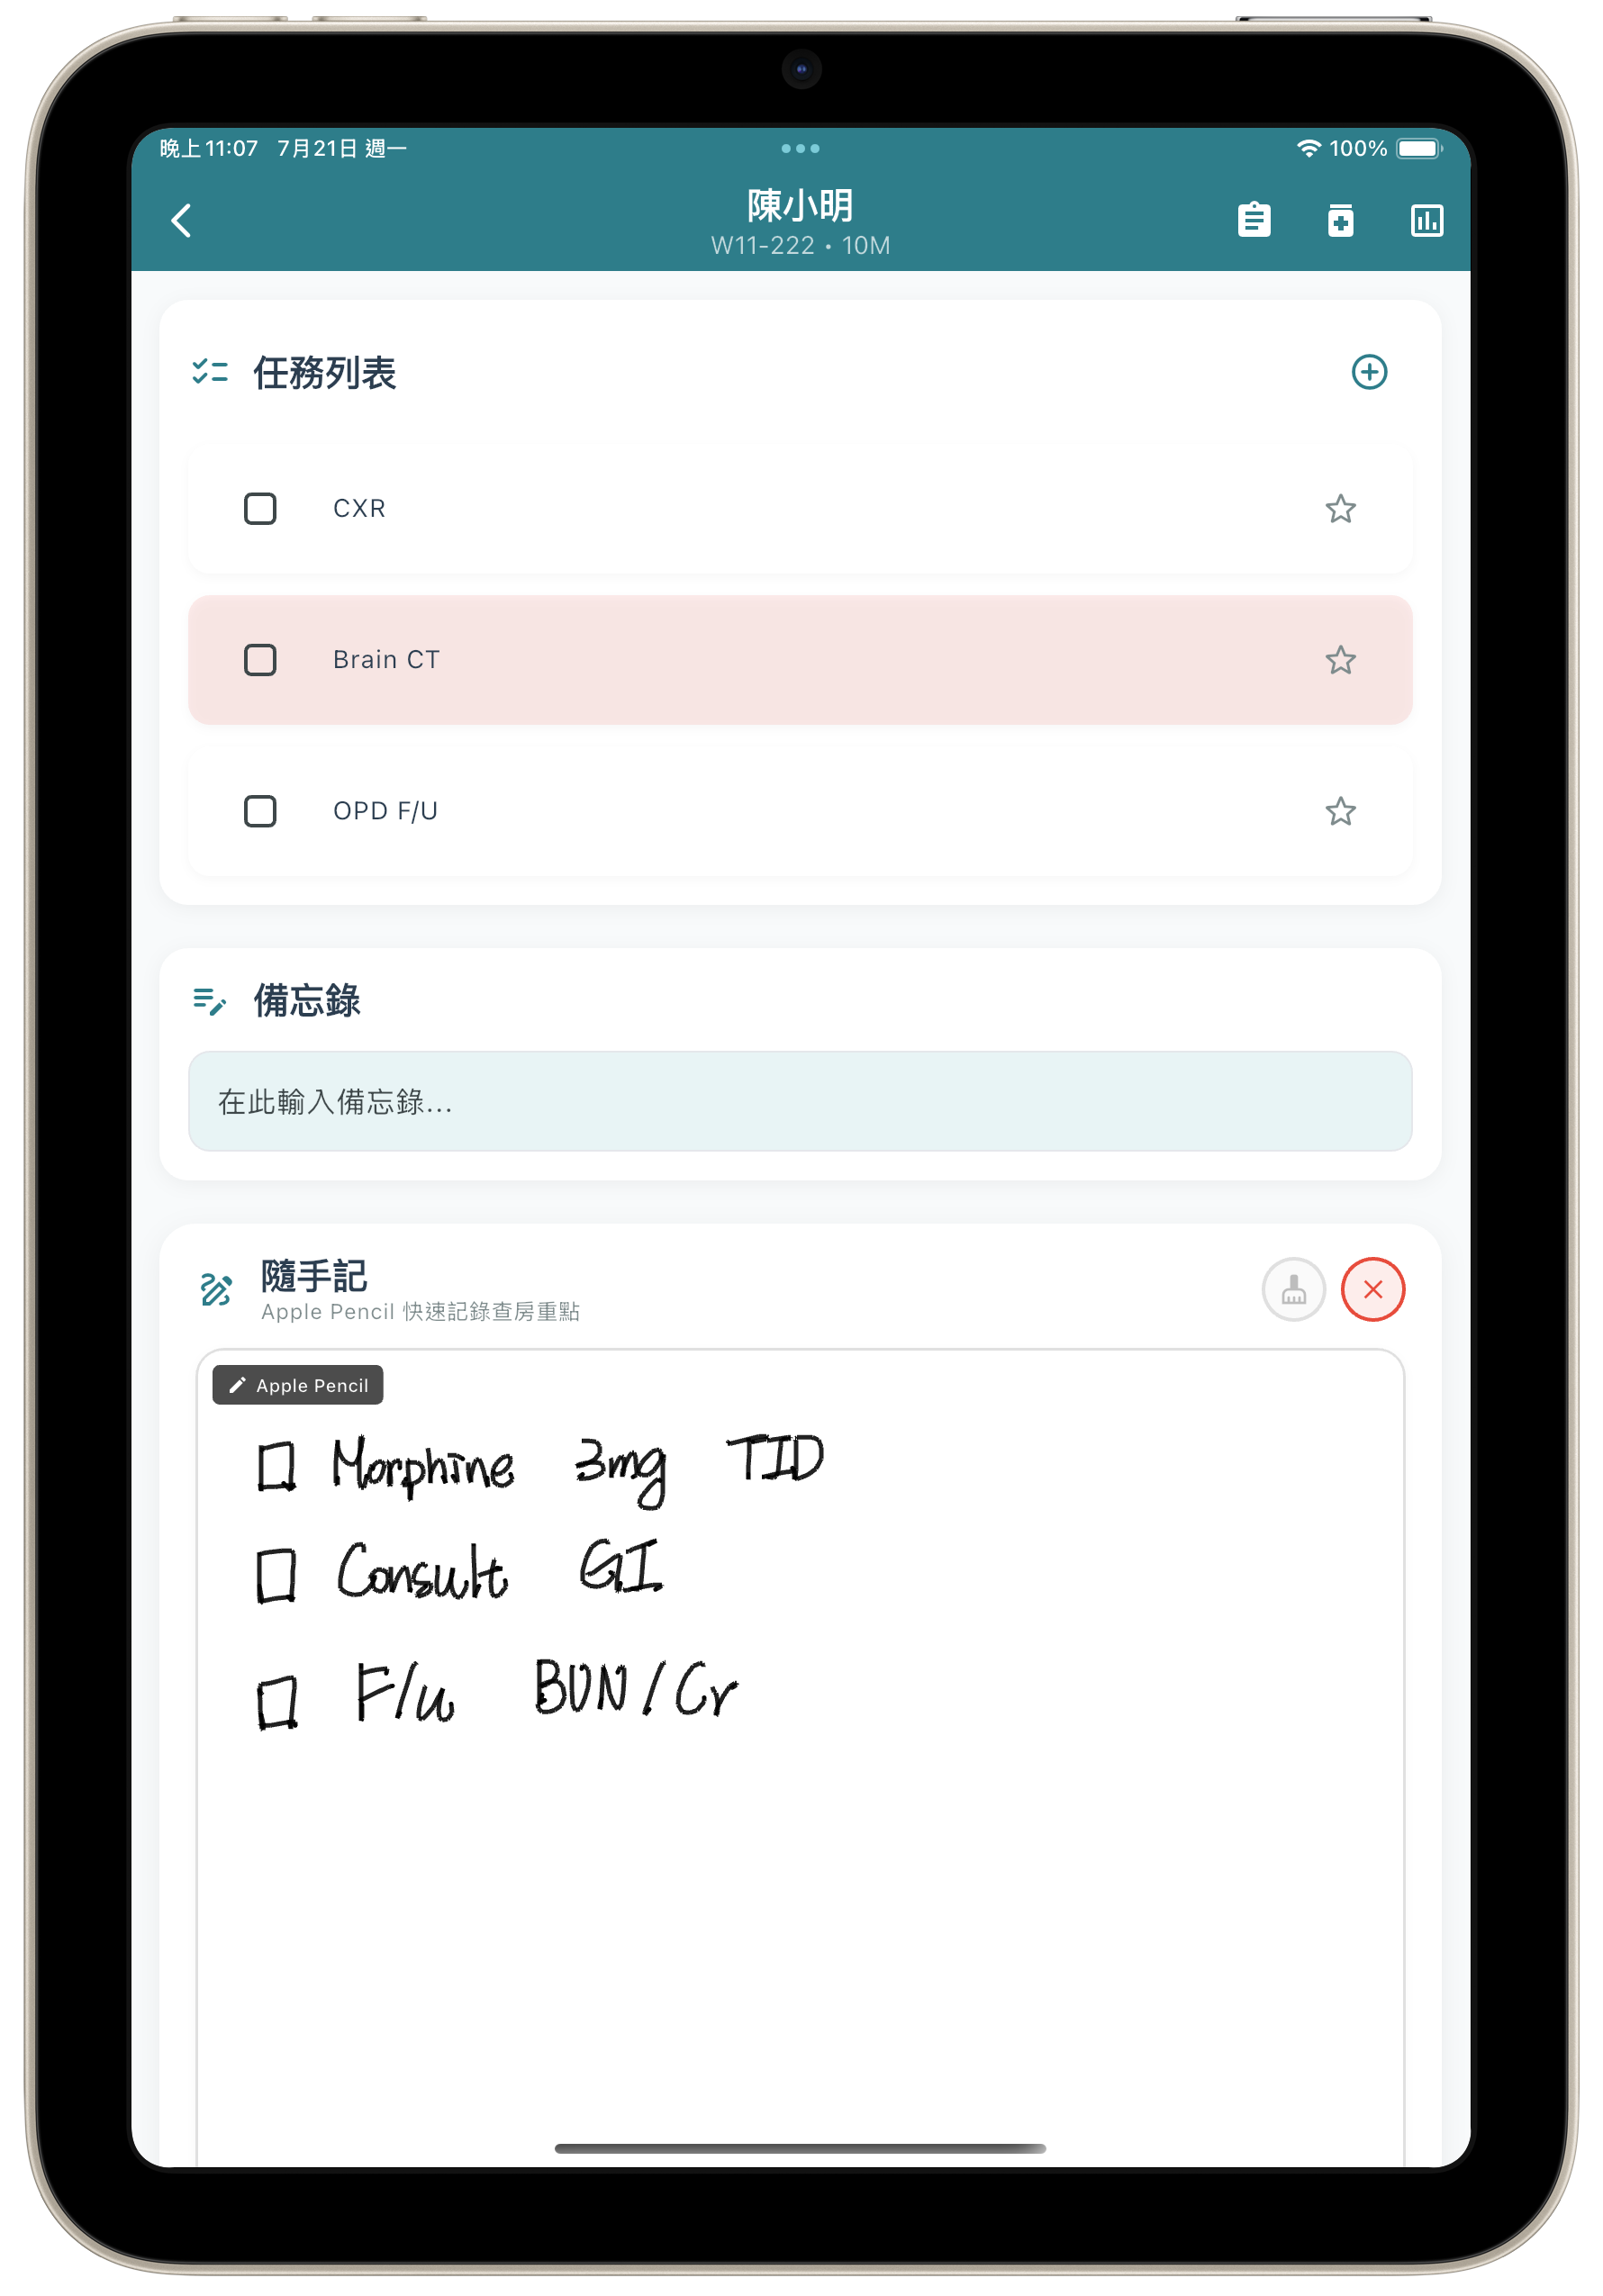 晚上11:07 7月21日 週一 100%
陳小明
W11-222 • 10M
任務列表
CXR
Brain CT
OPD F/U
備忘錄
在此輸入備忘錄...
隨手記
Apple Pencil 快速記錄查房重點
Apple Pencil
Morphine 3mg TID
Consult GI
F/u BUN/Cr